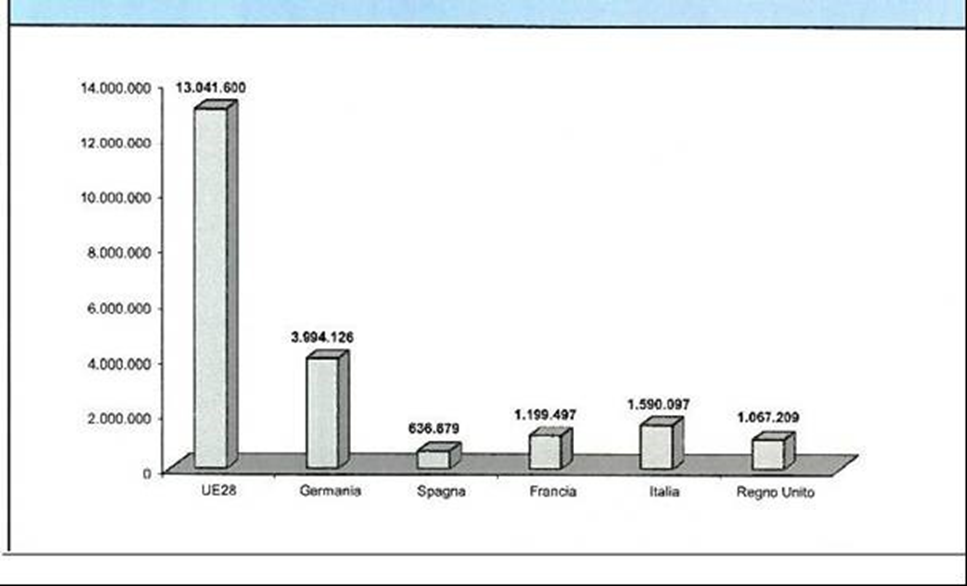 14.000.000
12.000.000
10.000.000
8.000.000
6.000.000
4.000.000
2.000.000
0
13.041.600
3.994.126
636.879
1.199.497
1.590.097
1.067.209
UE28
Germania
Spagna
Francia
Italia
Regno Unito